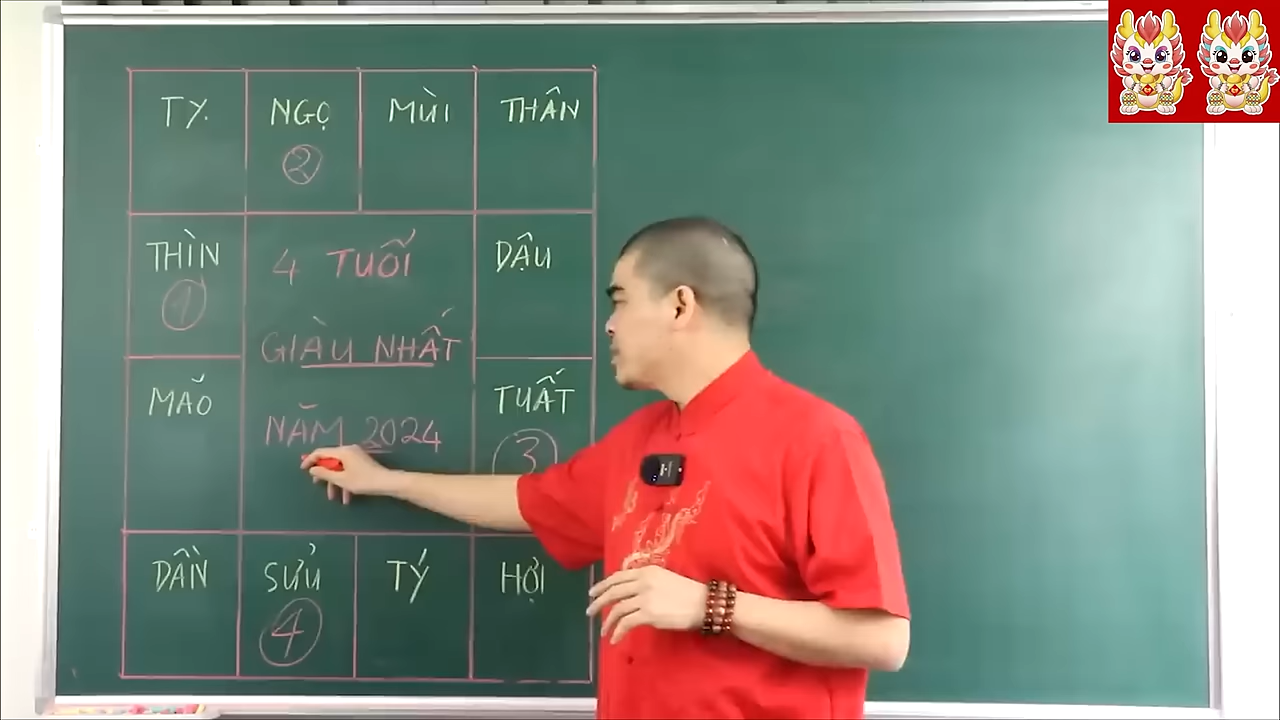 TỴ NGỌ MÙI THÂN
②
THÌN 4 TUỔI DẬU
①
GIÀU NHẤT
MÃO TUẤT
NĂM 2024
③
DẦN SỬU TÝ HỢI
④